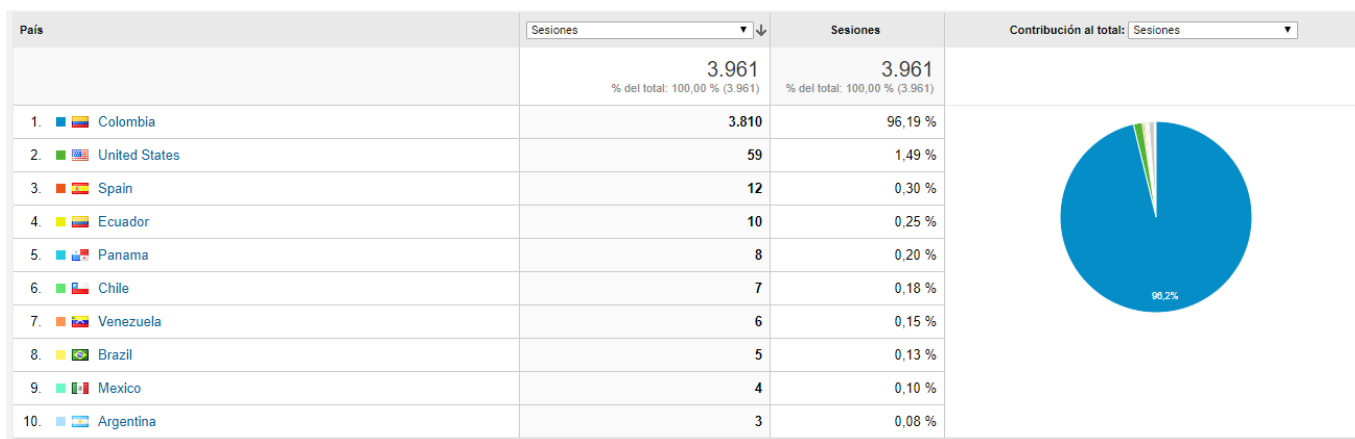 País Sesiones Sesiones Contribución al total: Sesiones
3.961 3.961
% del total: 100,00 % (3.961) % del total: 100,00 % (3.961)
1. Colombia 3.810 96,19 %
2. United States 59 1,49 %
3. Spain 12 0,30 %
4. Ecuador 10 0,25 %
5. Panama 8 0,20 %
6. Chile 7 0,18 %
7. Venezuela 6 0,15 %
8. Brazil 5 0,13 %
9. Mexico 4 0,10 %
10. Argentina 3 0,08 %
96,2%